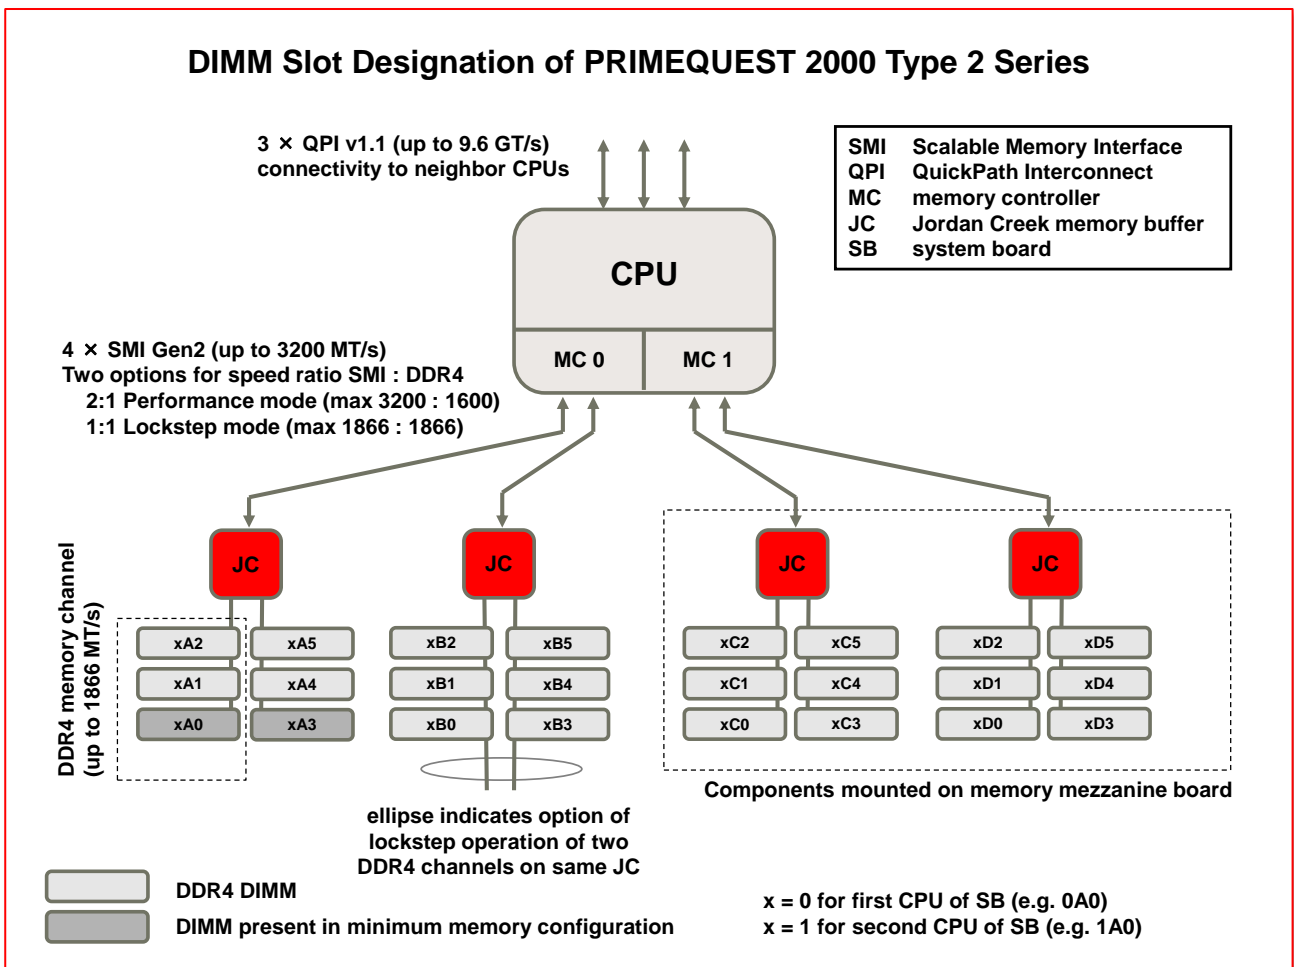 DIMM Slot Designation of PRIMEQUEST 2000 Type 2 Series
3 × QPI v1.1 (up to 9.6 GT/s)
connectivity to neighbor CPUs
SMI Scalable Memory Interface
QPI QuickPath Interconnect
MC memory controller
JC Jordan Creek memory buffer
SB system board
CPU
MC 0 MC 1
4 × SMI Gen2 (up to 3200 MT/s)
Two options for speed ratio SMI : DDR4
2:1 Performance mode (max 3200 : 1600)
1:1 Lockstep mode (max 1866 : 1866)
JC JC JC JC
DDR4 memory channel
(up to 1866 MT/s)
xA2 xA5 xB2 xB5 xC2 xC5 xD2 xD5
xA1 xA4 xB1 xB4 xC1 xC4 xD1 xD4
xA0 xA3 xB0 xB3 xC0 xC3 xD0 xD3
Components mounted on memory mezzanine board
ellipse indicates option of
lockstep operation of two
DDR4 channels on same JC
DDR4 DIMM
DIMM present in minimum memory configuration
x = 0 for first CPU of SB (e.g. 0A0)
x = 1 for second CPU of SB (e.g. 1A0)